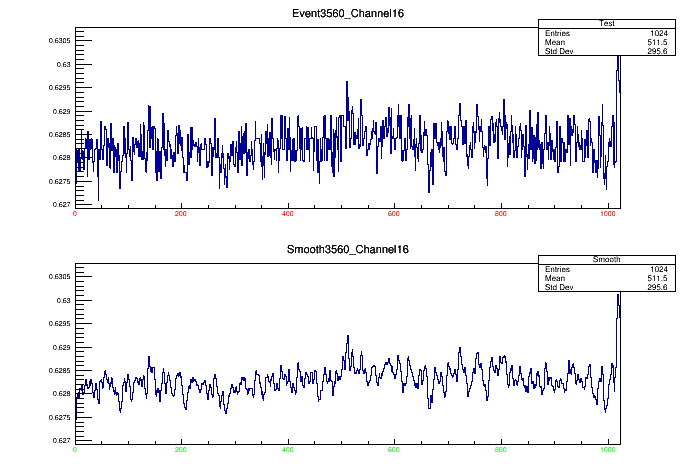 Event3560_Channel16
Test
Entries 1024
Mean 511.5
Std Dev 295.6
0.6305
0.63
0.6295
0.629
0.6285
0.628
0.6275
0.627
0 200 400 600 800 1000
Smooth3560_Channel16
Smooth
Entries 1024
Mean 511.5
Std Dev 295.6
0.6305
0.63
0.6295
0.629
0.6285
0.628
0.6275
0.627
0 200 400 600 800 1000